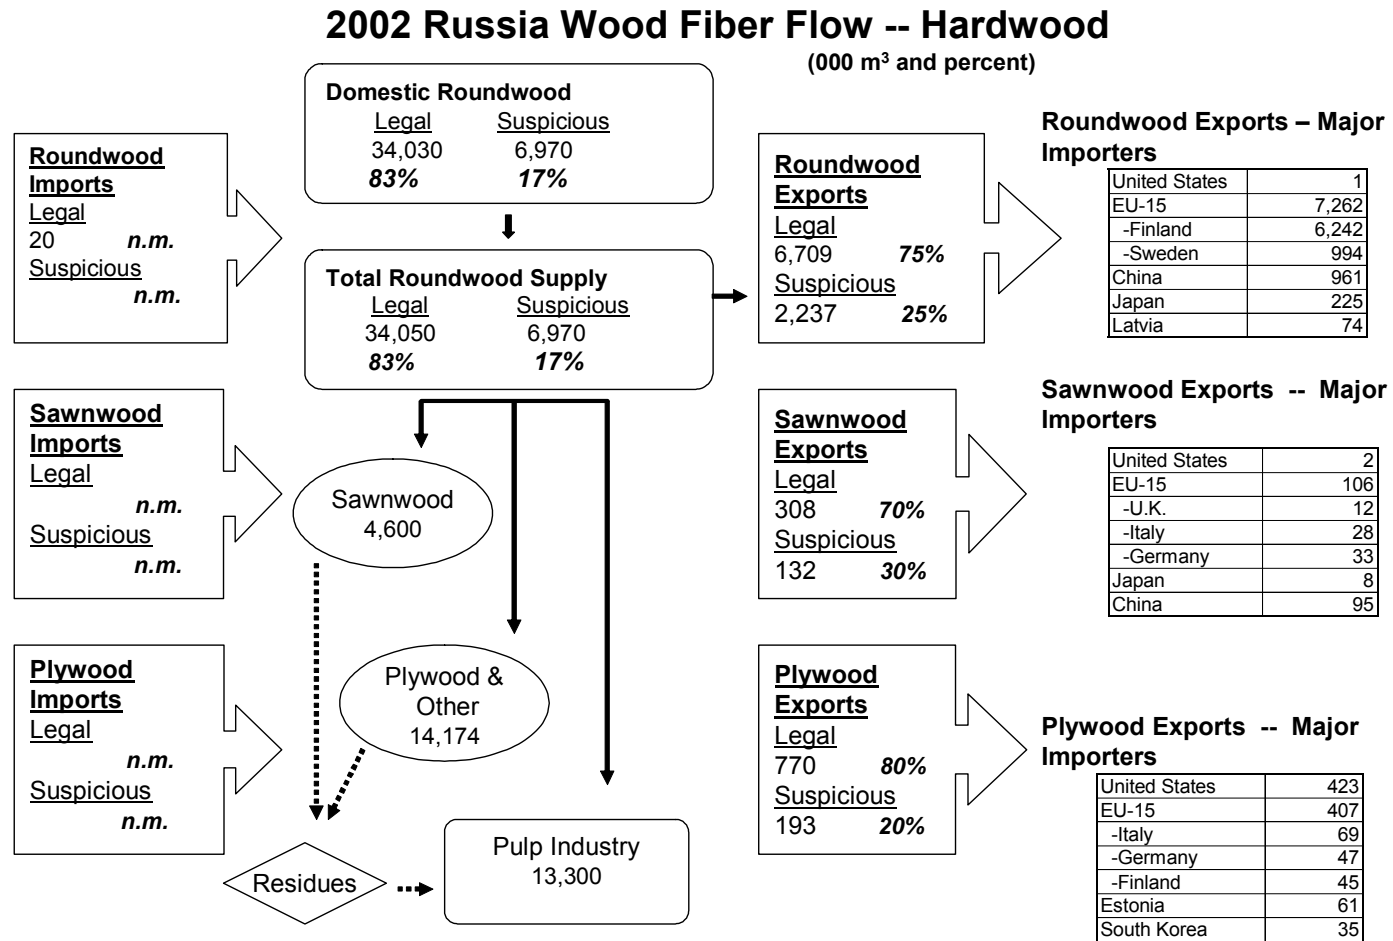 2002 Russia Wood Fiber Flow -- Hardwood
(000 m³ and percent)
Domestic Roundwood
Legal Suspicious
34,030 6,970
83% 17%
Roundwood
Imports
Legal
20 n.m.
Suspicious
n.m.
Total Roundwood Supply
Legal Suspicious
34,050 6,970
83% 17%
Roundwood
Exports
Legal
6,709 75%
Suspicious
2,237 25%
Roundwood Exports – Major
Importers
United States 1
EU-15 7,262
-Finland 6,242
-Sweden 994
China 961
Japan 225
Latvia 74
Sawnwood
Imports
Legal
n.m.
Suspicious
n.m.
Sawnwood
4,600
Sawnwood
Exports
Legal
308 70%
Suspicious
132 30%
Sawnwood Exports -- Major
Importers
United States 2
EU-15 106
-U.K. 12
-Italy 28
-Germany 33
Japan 8
China 95
Plywood
Imports
Legal
n.m.
Suspicious
n.m.
Plywood &
Other
14,174
Residues
Pulp Industry
13,300
Plywood
Exports
Legal
770 80%
Suspicious
193 20%
Plywood Exports -- Major
Importers
United States 423
EU-15 407
-Italy 69
-Germany 47
-Finland 45
Estonia 61
South Korea 35